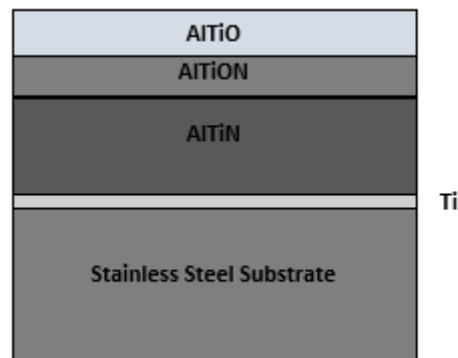 AlTiO
AlTiON
AlTiN
Ti
Stainless Steel Substrate